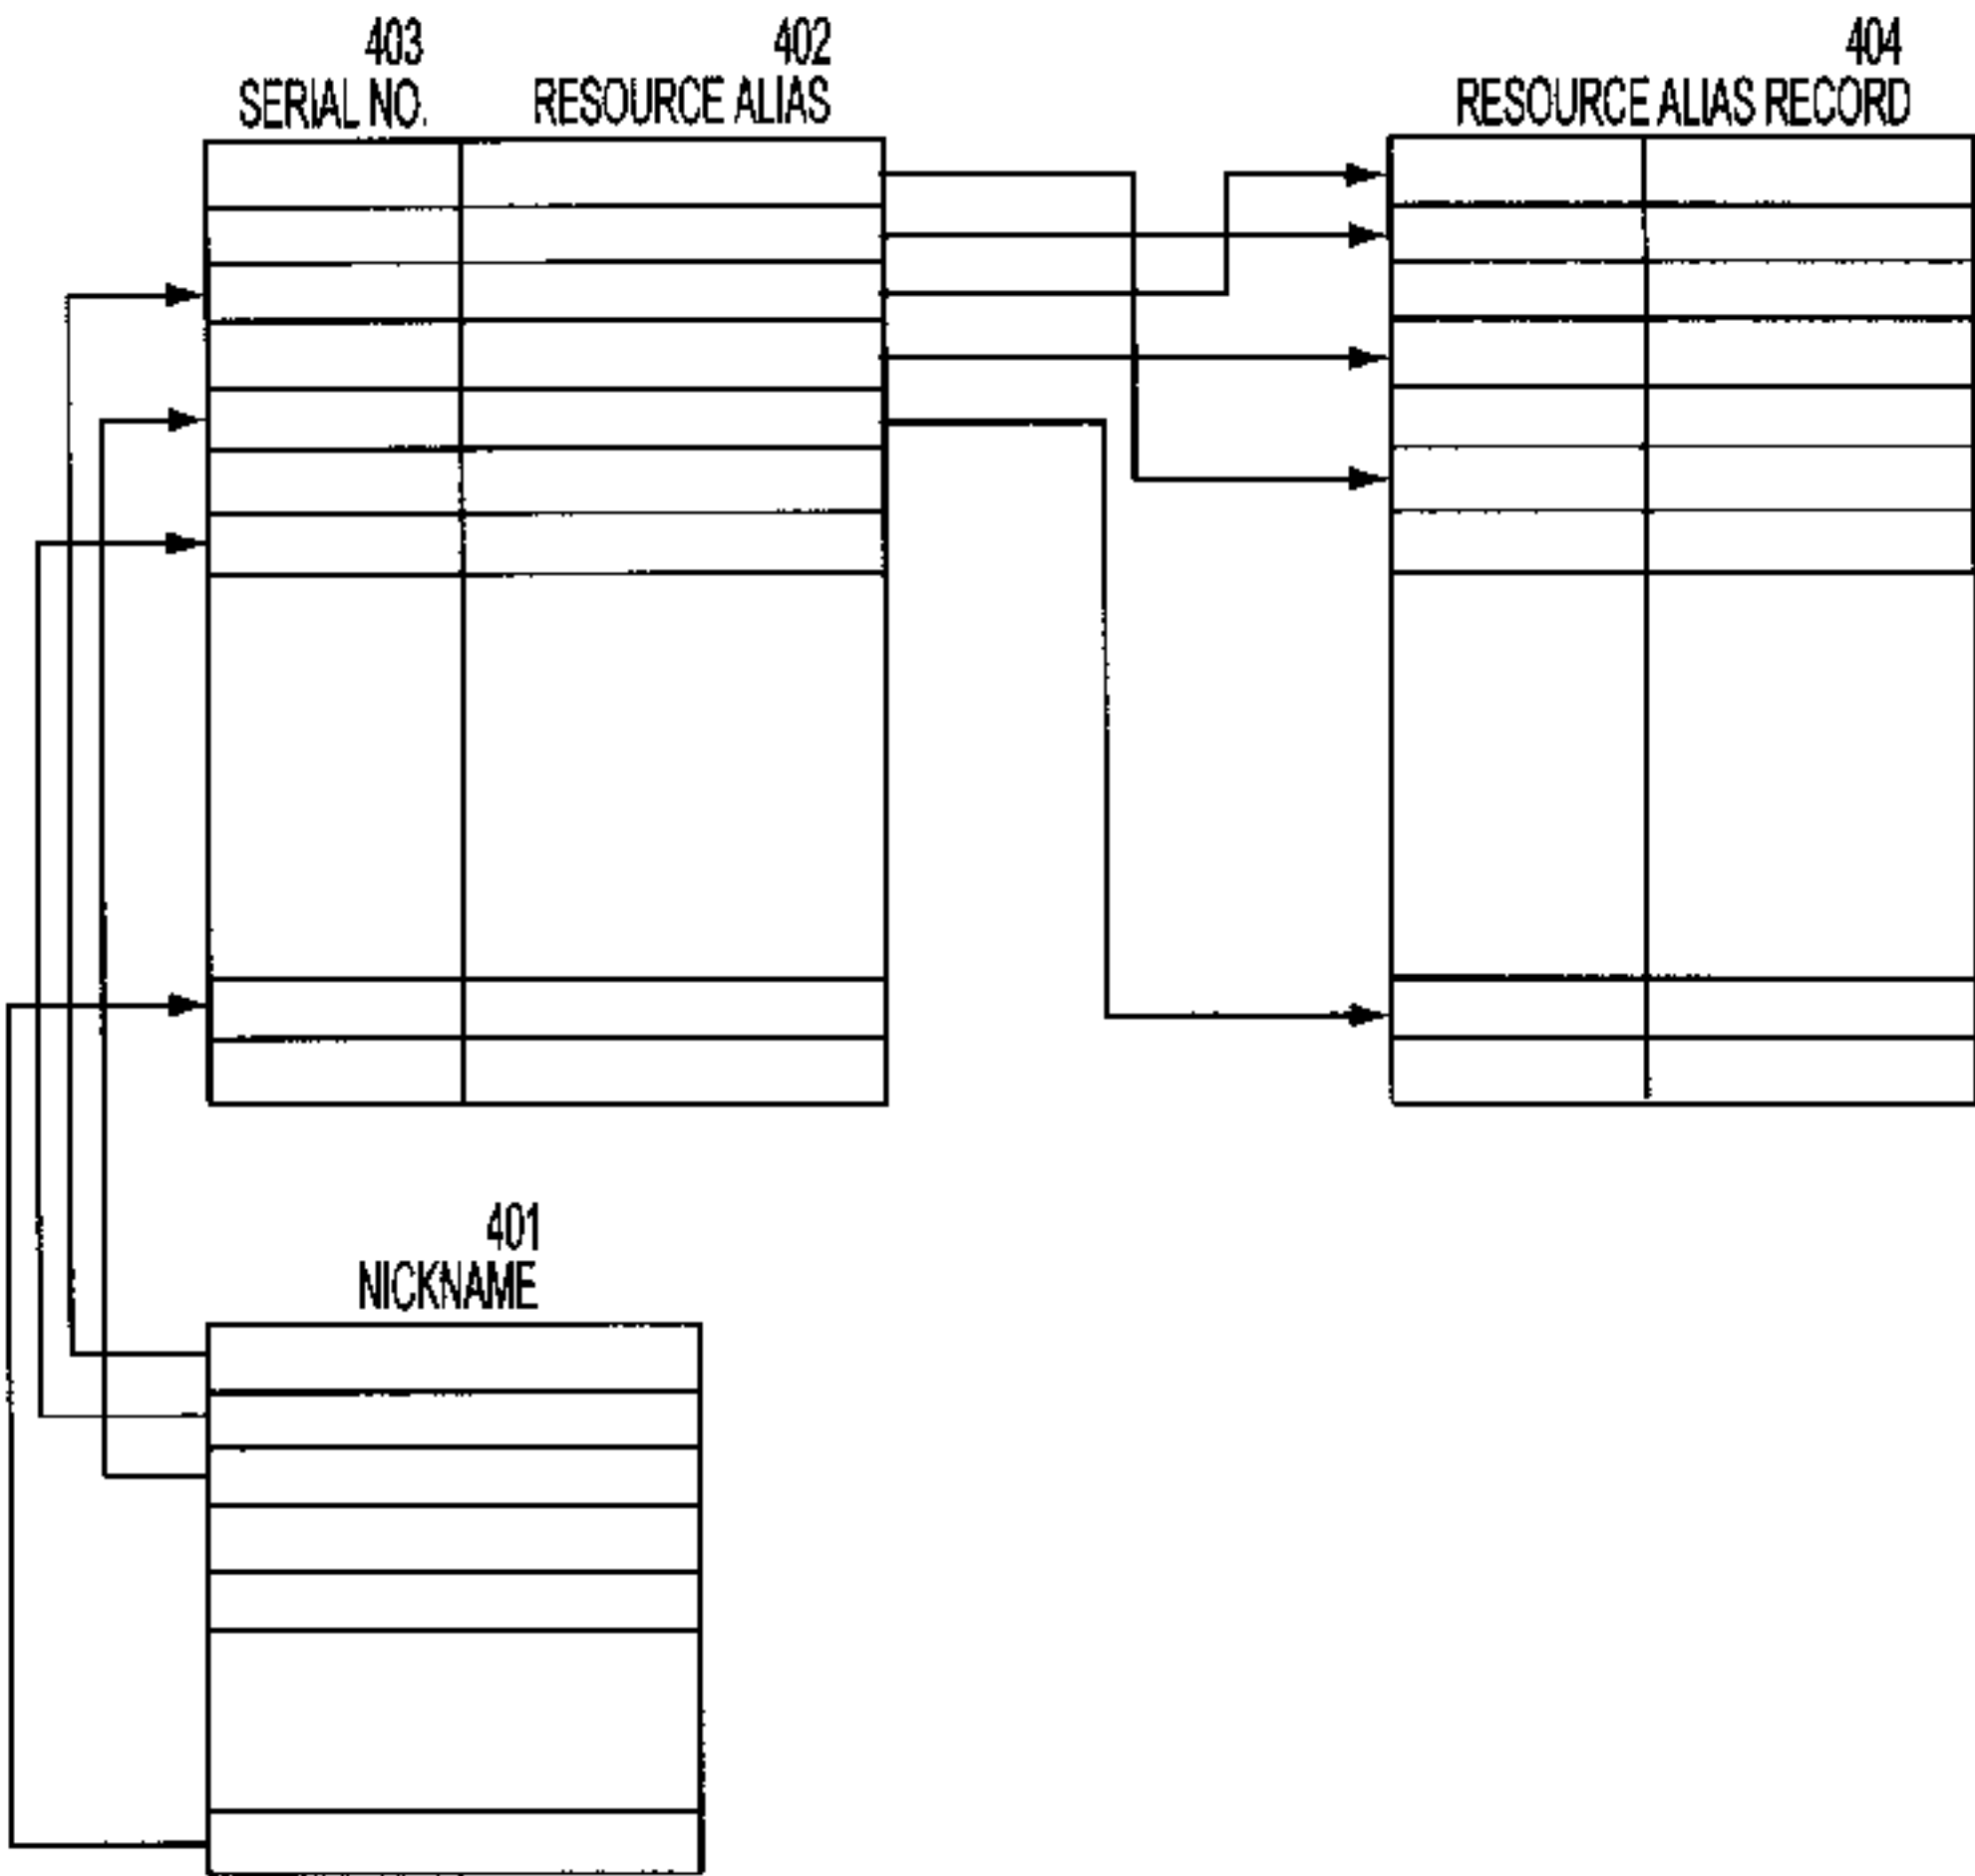 403
SERIAL NO.
402
RESOURCE ALIAS
404
RESOURCE ALIAS RECORD
401
NICKNAME